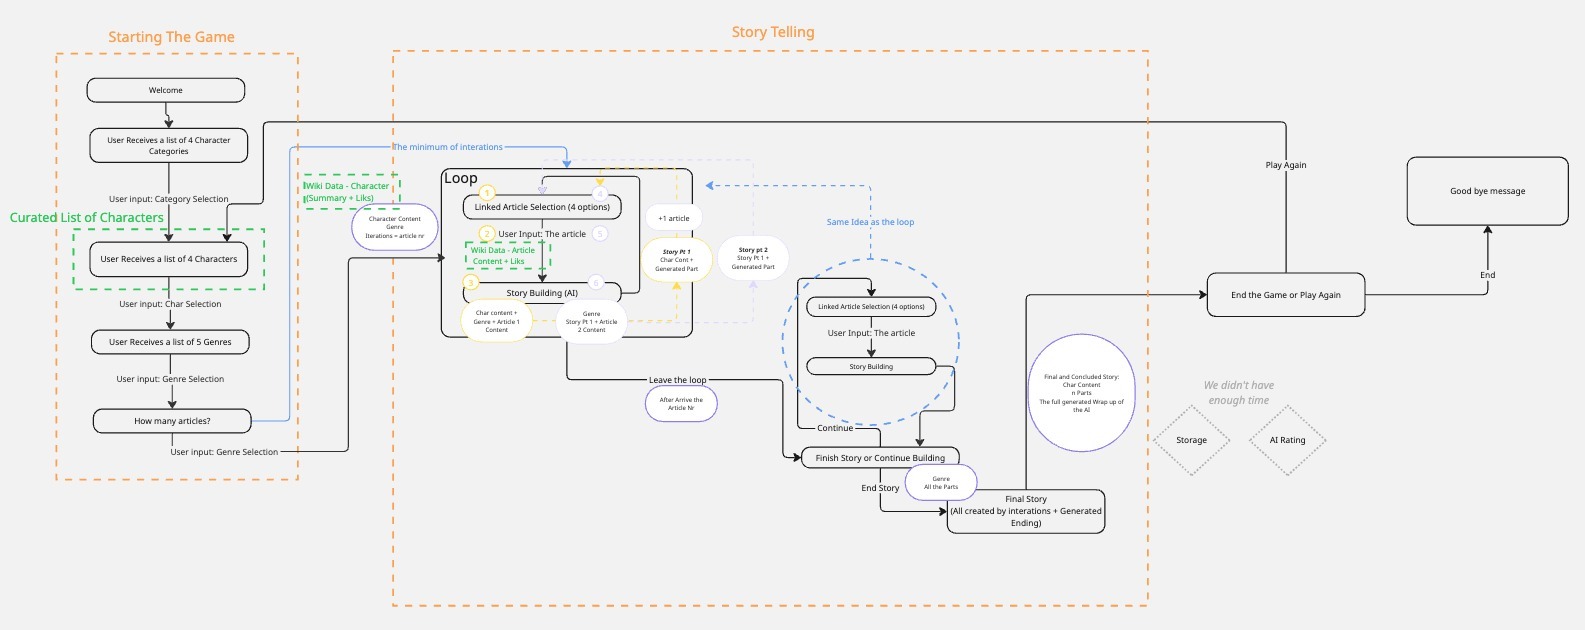 Starting The Game
Welcome
User Receives a list of 4 Character
Categories
User input: Category Selection
Curated List of Characters
User Receives a list of 4 Characters
User input: Char Selection
User Receives a list of 5 Genres
User input: Genre Selection
How many articles?
User input: Genre Selection
Story Telling
The minimum of interations
Wiki Data - Character
(Summary + Liks)
Character Content
Genre
Iterations = article nr
Loop
1
4
Linked Article Selection (4 options)
2
User Input: The article
5
Wiki Data - Article
Content + Liks
3
6
Story Building (AI)
Char content +
Genre + Article 1
Content
Genre
Story Pt 1 + Article
2 Content
+1 article
Story Pt 1
Char Cont +
Generated Part
Story pt 2
Story Pt 1 +
Generated Part
Leave the loop
After Arrive the
Article Nr
Same Idea as the loop
Linked Article Selection (4 options)
User Input: The article
Story Building
Continue
Finish Story or Continue Building
End Story
Genre
All the Parts
Final Story
(All created by interations + Generated
Ending)
Final and Concluded Story:
Char Content
n Parts
The full generated Wrap up of
the AI
Play Again
End the Game or Play Again
End
Good bye message
We didn't have
enough time
Storage
AI Rating